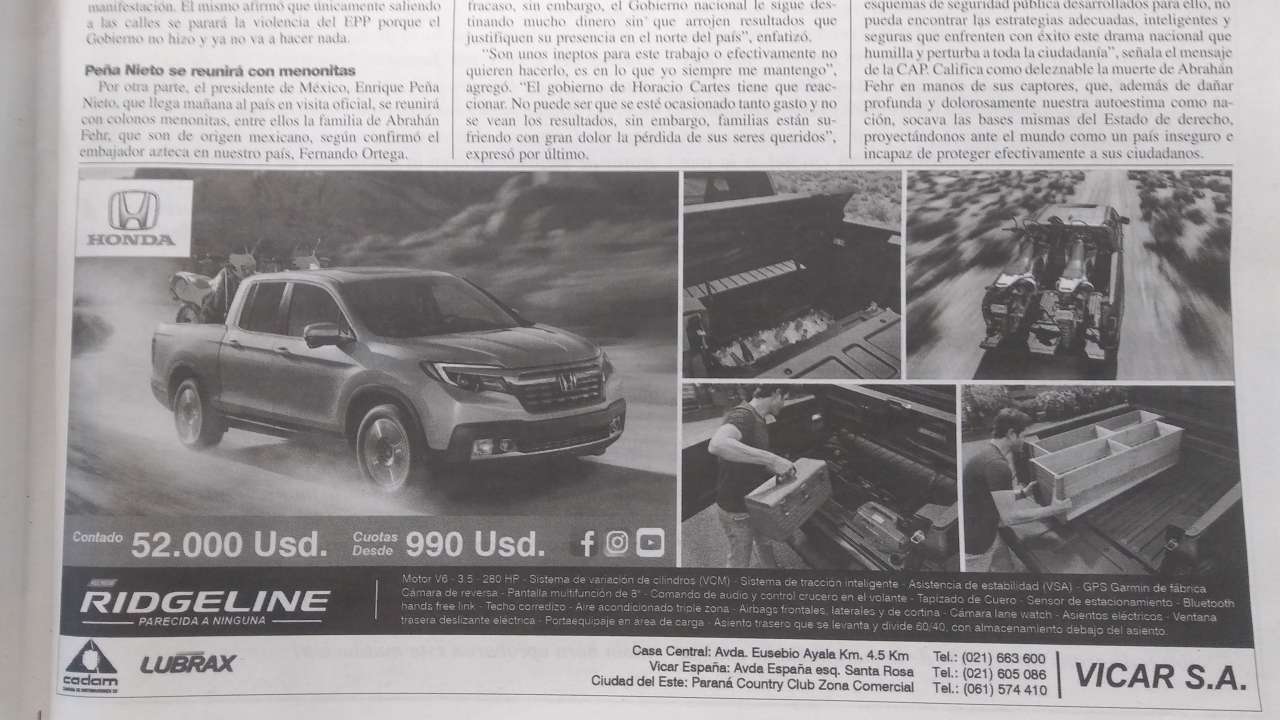 manifestación. El mismo afirmó que únicamente saliendo
a las calles se parará la violencia del EPP porque el
Gobierno no hizo y ya no va a hacer nada.
Peña Nieto se reunirá con menonitas
Por otra parte, el presidente de México, Enrique Peña
Nieto, que llega mañana al país en visita oficial, se reunirá
con colonos menonitas, entre ellos la familia de Abrahán
Fehr, que son de origen mexicano, según confirmó el
embajador azteca en nuestro país, Fernando Ortega.
fracaso, sin embargo, el Gobierno nacional le sigue des-
tinando mucho dinero sin que arrojen resultados que
justifiquen su presencia en el norte del país”, enfatizó.
“Son unos ineptos para este trabajo o efectivamente no
quieren hacerlo, es en lo que yo siempre me mantengo”,
agregó. “El gobierno de Horacio Cartes tiene que reac-
cionar. No puede ser que se esté ocasionado tanto gasto y no
se vean los resultados, sin embargo, familias están su-
friendo con gran dolor la pérdida de sus seres queridos”,
expresó por último.
esquemas de seguridad pública desarrollados para ello, no
pueda encontrar las estrategias adecuadas, inteligentes y
seguras que enfrenten con éxito este drama nacional que
humilla y perturba a toda la ciudadanía”, señala el mensaje
de la CAP. Califica como deleznable la muerte de Abrahán
Fehr en manos de sus captores, que, además de dañar
profunda y dolorosamente nuestra autoestima como na-
ción, socava las bases mismas del Estado de derecho,
proyectándonos ante el mundo como un país inseguro e
incapaz de proteger efectivamente a sus ciudadanos.
HONDA
Contado 52.000 Usd. Cuotas Desde 990 Usd.
RIDGELINE
PARECIDA A NINGUNA
Motor V6 - 3.5 - 280 HP - Sistema de variación de cilindros (VCM) - Sistema de tracción inteligente - Asistencia de estabilidad (VSA) - GPS Garmin de fábrica
Cámara de reversa - Pantalla multifunción de 8" - Comando de audio y control crucero en el volante - Tapizado de Cuero - Sensor de estacionamiento - Bluetooth
hands free link - Techo corredizo - Aire acondicionado triple zona - Airbags frontales, laterales y de cortina - Cámara lane watch - Asientos eléctricos - Ventana
trasera deslizante eléctrica - Portaequipaje en area de carga - Asiento trasero que se levanta y divide 60/40, con almacenamiento debajo del asiento.
cadam
LUBRAX
Casa Central: Avda. Eusebio Ayala Km. 4.5 Km Tel.: (021) 663 600
Vicar España: Avda España esq. Santa Rosa Tel.: (021) 605 086
Ciudad del Este: Paraná Country Club Zona Comercial Tel.: (061) 574 410
VICAR S.A.